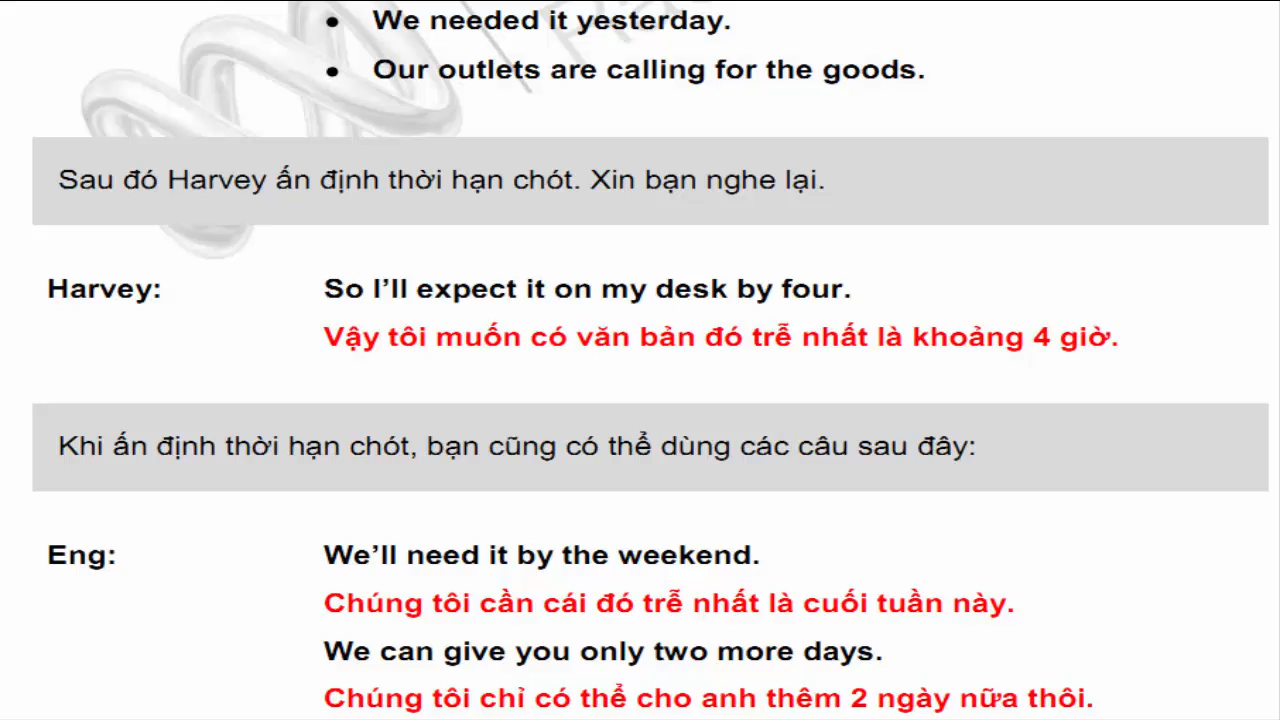 • We needed it yesterday.
• Our outlets are calling for the goods.
Sau đó Harvey ấn định thời hạn chót. Xin bạn nghe lại.
Harvey: So I’ll expect it on my desk by four.
Vậy tôi muốn có văn bản đó trễ nhất là khoảng 4 giờ.
Khi ấn định thời hạn chót, bạn cũng có thể dùng các câu sau đây:
Eng: We’ll need it by the weekend.
Chúng tôi cần cái đó trễ nhất là cuối tuần này.
We can give you only two more days.
Chúng tôi chỉ có thể cho anh thêm 2 ngày nữa thôi.